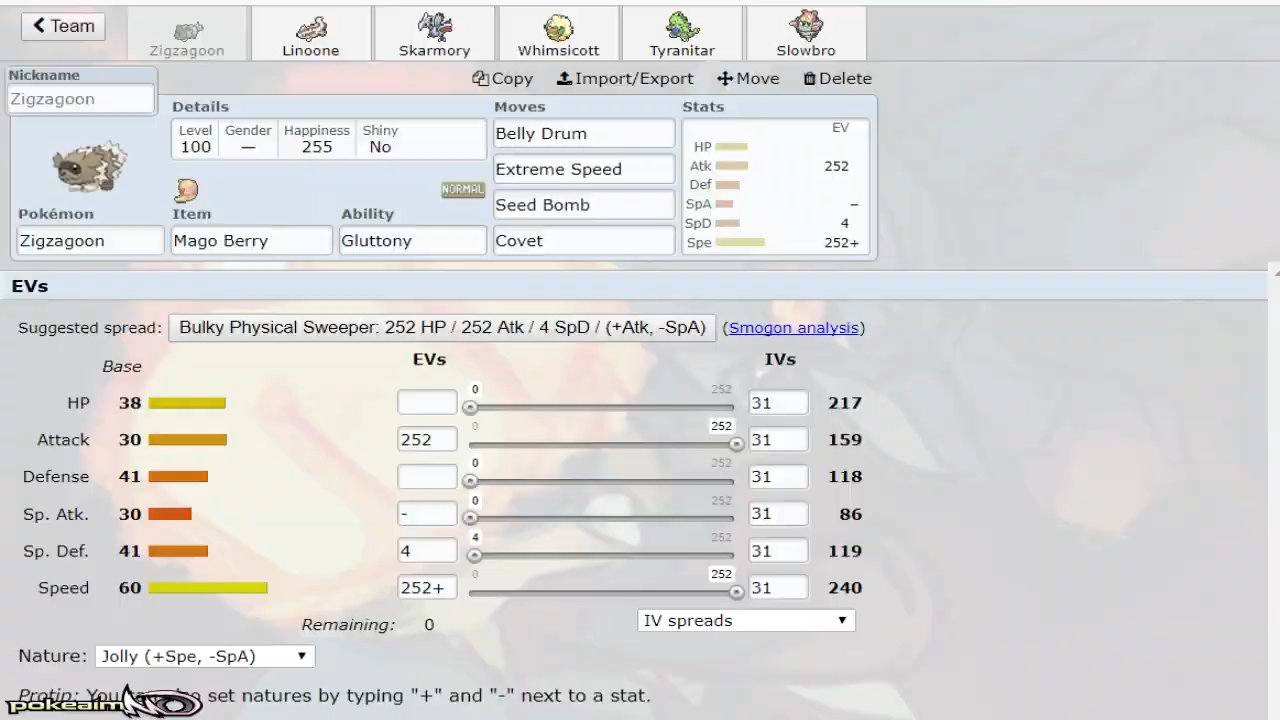 Team
Zigzagoon
Linoone
Skarmory
Whimsicott
Tyranitar
Slowbro
Nickname
Zigzagoon
Copy
Import/Export
Move
Delete
Details
Level Gender Happiness Shiny
100 — 255 No
NORMAL
Pokémon
Zigzagoon
Item
Mago Berry
Ability
Gluttony
Moves
Belly Drum
Extreme Speed
Seed Bomb
Covet
Stats
EV
HP
Atk 252
Def
SpA –
SpD 4
Spe 252+
EVs
Suggested spread: Bulky Physical Sweeper: 252 HP / 252 Atk / 4 SpD / (+Atk, -SpA) (Smogon analysis)
Base EVs IVs
HP 38 0 252 31 217
Attack 30 252 0 252 31 159
Defense 41 0 252 31 118
Sp. Atk. 30 - 0 252 31 86
Sp. Def. 41 4 4 252 31 119
Speed 60 252+ 0 252 31 240
Remaining: 0 IV spreads
Nature: Jolly (+Spe, -SpA)
Protip: You set natures by typing "+" and "-" next to a stat.
pokeaim